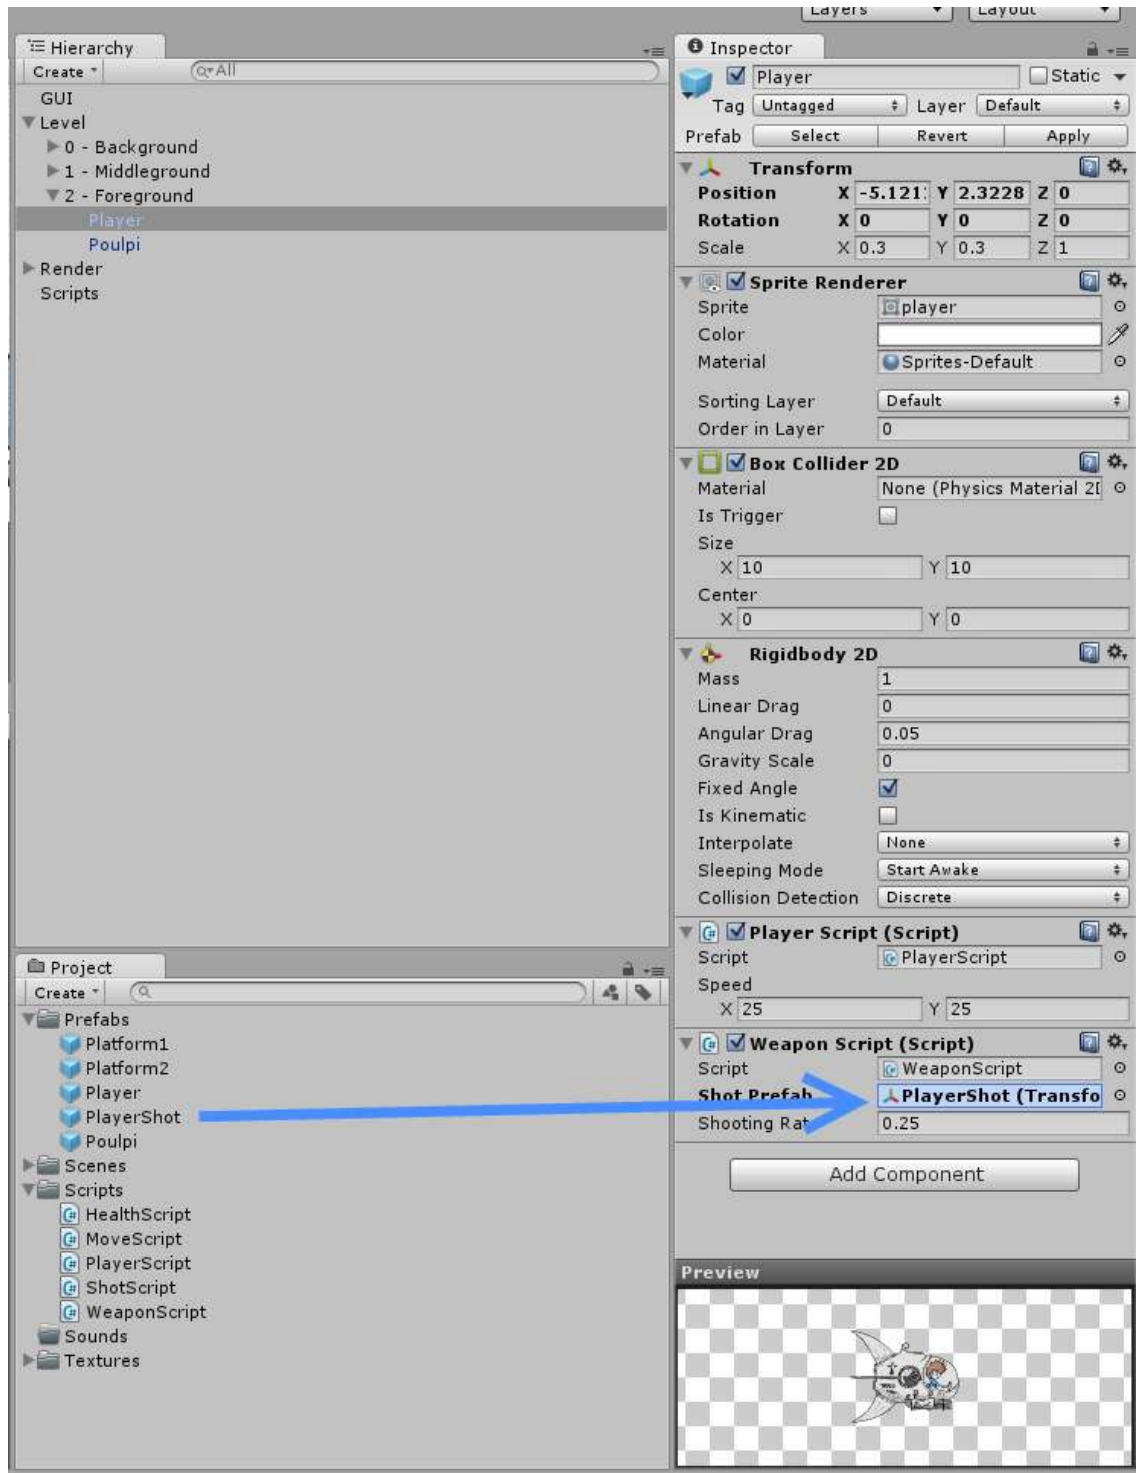 Layers Layout
Hierarchy
Create All
GUI
Level
0 - Background
1 - Middleground
2 - Foreground
Player
Poulpi
Render
Scripts
Project
Create
Prefabs
Platform1
Platform2
Player
PlayerShot
Poulpi
Scenes
Scripts
HealthScript
MoveScript
PlayerScript
ShotScript
WeaponScript
Sounds
Textures
Inspector
Player Static
Tag Untagged Layer Default
Prefab Select Revert Apply
Transform
Position X -5.121 Y 2.3228 Z 0
Rotation X 0 Y 0 Z 0
Scale X 0.3 Y 0.3 Z 1
Sprite Renderer
Sprite player
Color
Material Sprites-Default
Sorting Layer Default
Order in Layer 0
Box Collider 2D
Material None (Physics Material 2
Is Trigger
Size
X 10 Y 10
Center
X 0 Y 0
Rigidbody 2D
Mass 1
Linear Drag 0
Angular Drag 0.05
Gravity Scale 0
Fixed Angle
Is Kinematic
Interpolate None
Sleeping Mode Start Awake
Collision Detection Discrete
Player Script (Script)
Script PlayerScript
Speed
X 25 Y 25
Weapon Script (Script)
Script WeaponScript
Shot Prefab PlayerShot (Transfo
Shooting Rat 0.25
Add Component
Preview